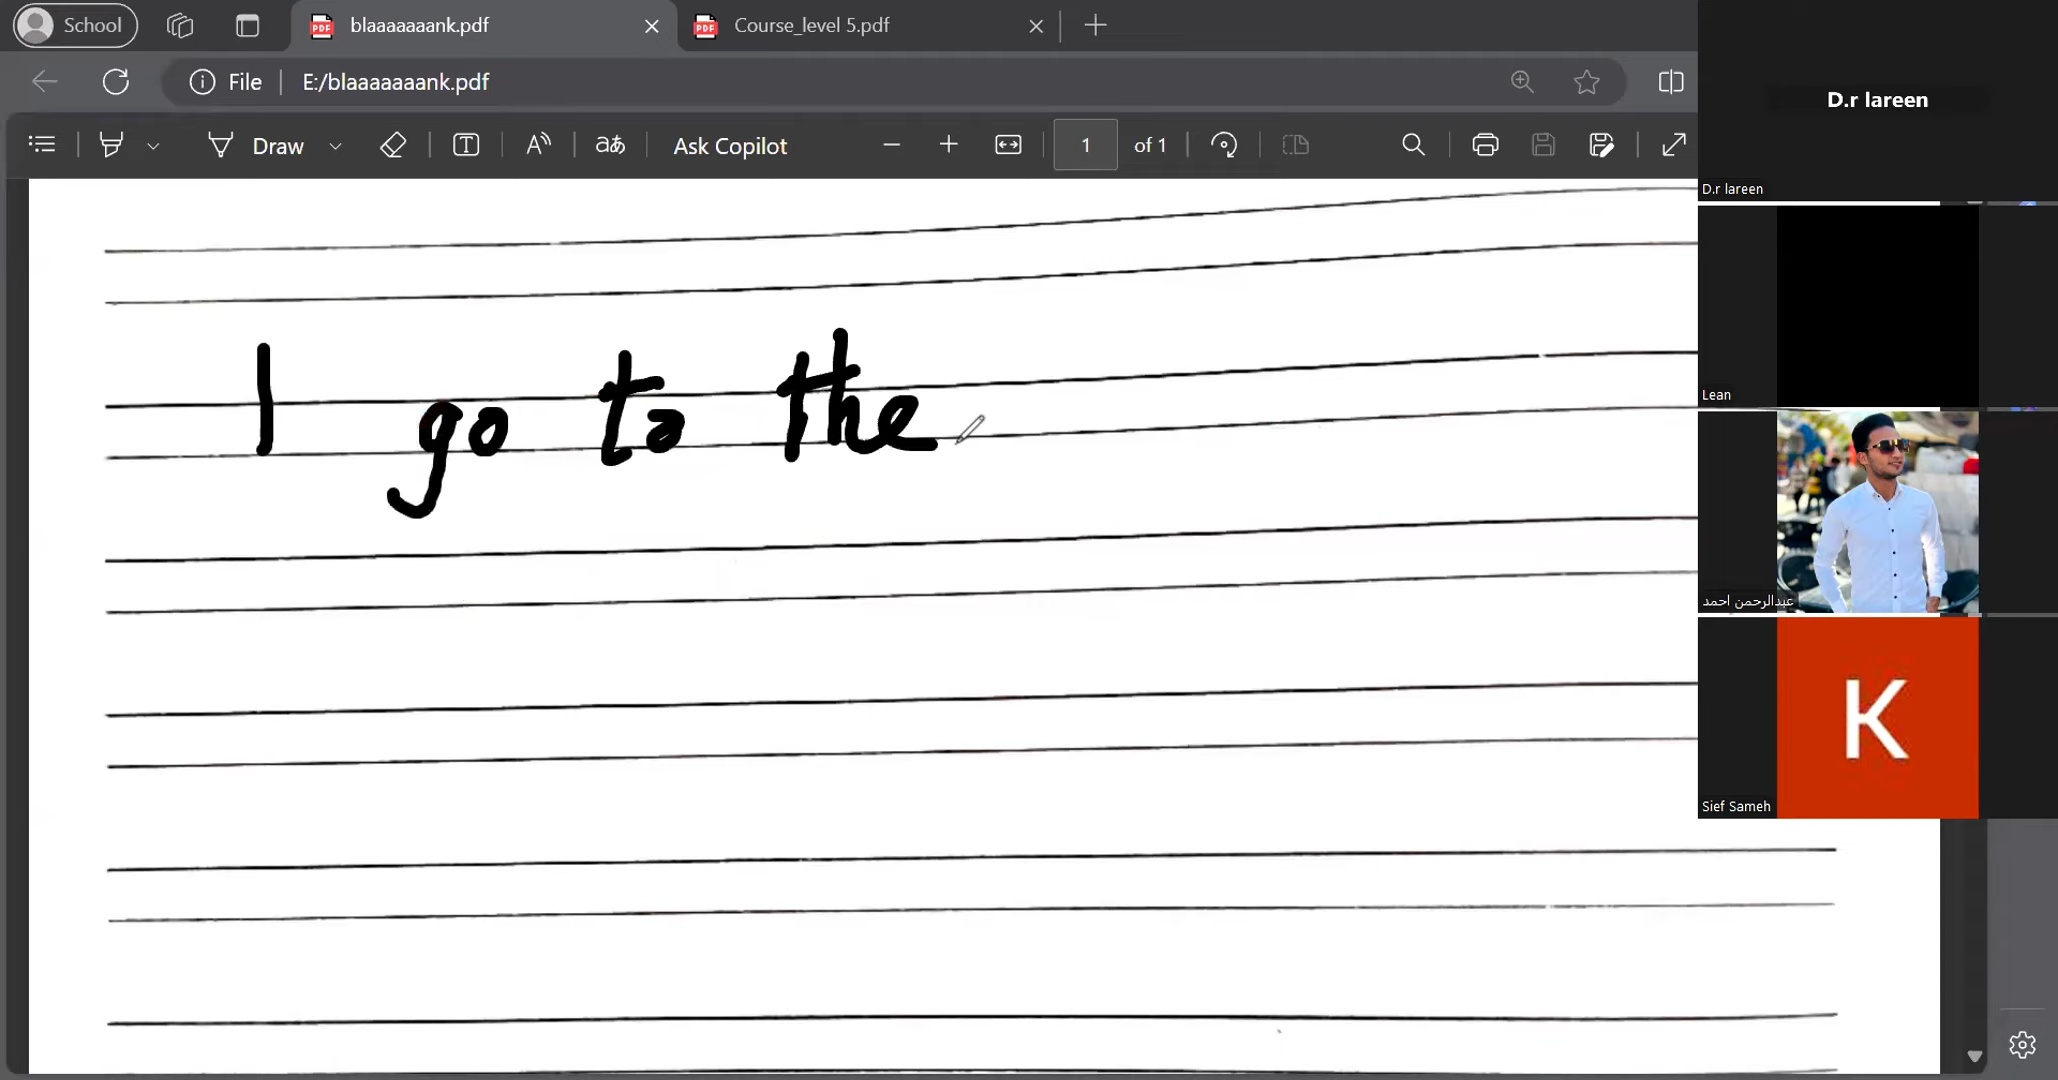 School
blaaaaaaank.pdf
Course_level 5.pdf
File
E:/blaaaaaaank.pdf
Draw
Ask Copilot
1 of 1
I go to the
D.r lareen
D.r lareen
Lean
عبدالرحمن احمد
K
Sief Sameh